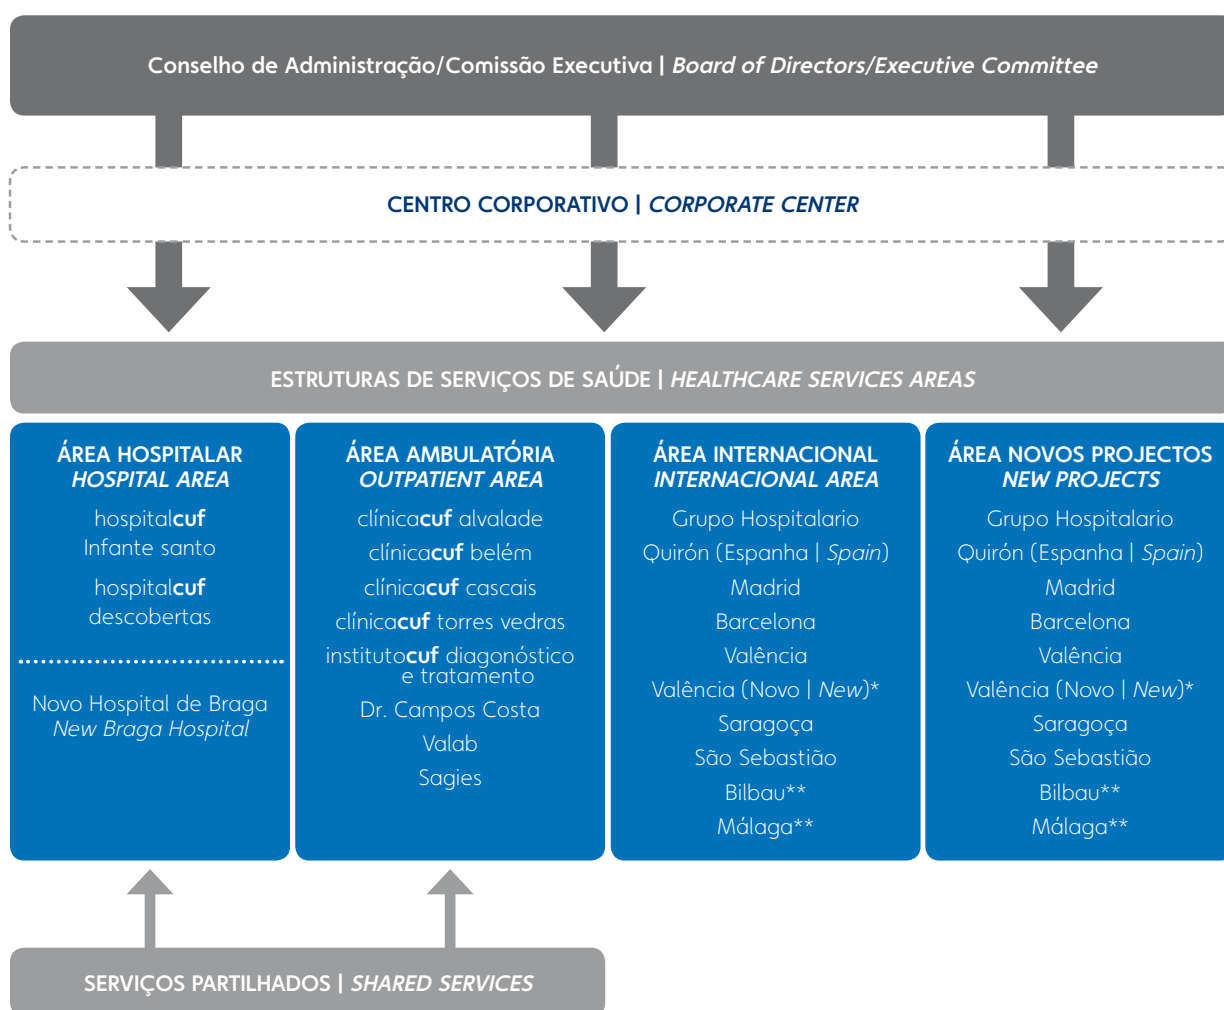 Conselho de Administração/Comissão Executiva | Board of Directors/Executive Committee
CENTRO CORPORATIVO | CORPORATE CENTER
ESTRUTURAS DE SERVIÇOS DE SAÚDE | HEALTHCARE SERVICES AREAS
ÁREA HOSPITALAR
HOSPITAL AREA
hospitalcuf
Infante santo
hospitalcuf
descobertas
Novo Hospital de Braga
New Braga Hospital
ÁREA AMBULATÓRIA
OUTPATIENT AREA
clínicacuf alvalade
clínicacuf belém
clínicacuf cascais
clínicacuf torres vedras
institutocuf diagonóstico
e tratamento
Dr. Campos Costa
Valab
Sagies
ÁREA INTERNACIONAL
INTERNACIONAL AREA
Grupo Hospitalario
Quirón (Espanha | Spain)
Madrid
Barcelona
Valência
Valência (Novo | New)*
Saragoça
São Sebastião
Bilbau**
Málaga**
ÁREA NOVOS PROJECTOS
NEW PROJECTS
Grupo Hospitalario
Quirón (Espanha | Spain)
Madrid
Barcelona
Valência
Valência (Novo | New)*
Saragoça
São Sebastião
Bilbau**
Málaga**
SERVIÇOS PARTILHADOS | SHARED SERVICES